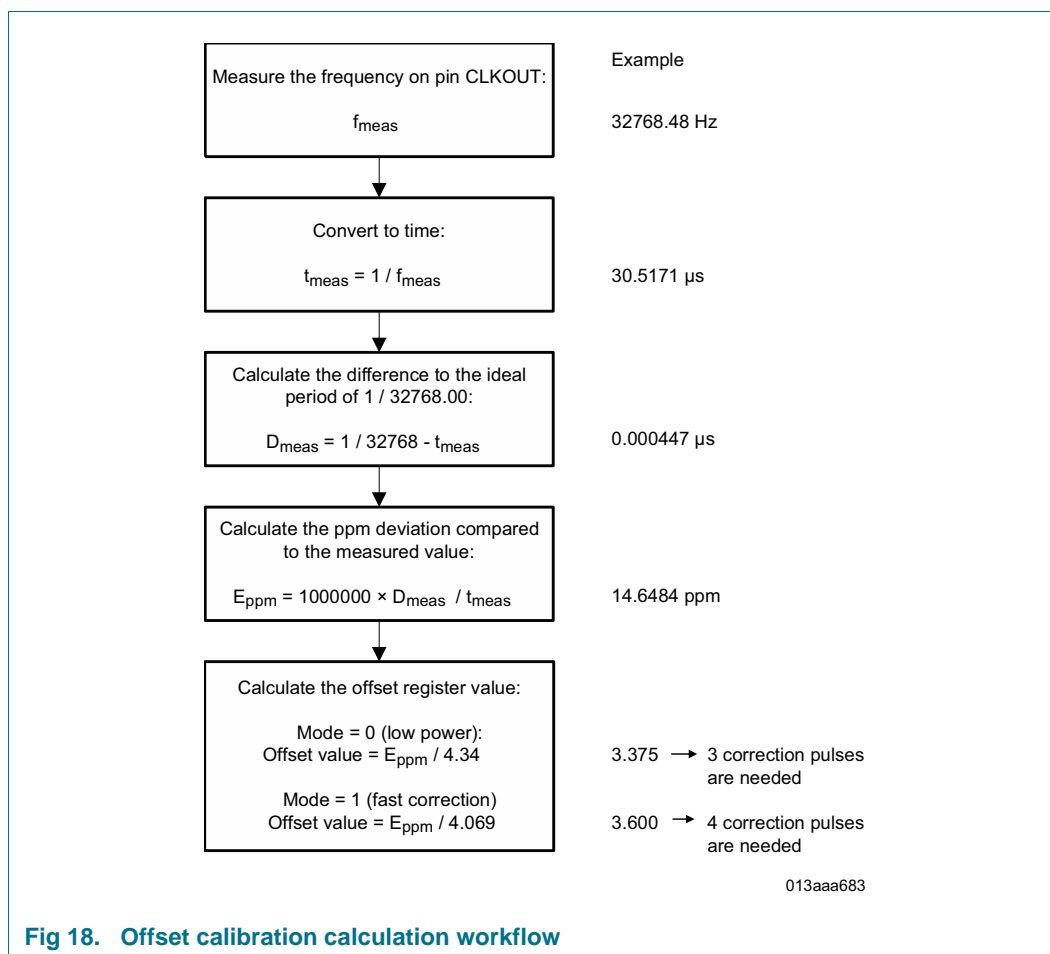 Measure the frequency on pin CLKOUT:
fmeas
Example
32768.48 Hz
Convert to time:
tmeas = 1 / fmeas
30.5171 µs
Calculate the difference to the ideal
period of 1 / 32768.00:
Dmeas = 1 / 32768 - tmeas
0.000447 µs
Calculate the ppm deviation compared
to the measured value:
Eppm = 1000000 × Dmeas / tmeas
14.6484 ppm
Calculate the offset register value:
Mode = 0 (low power):
Offset value = Eppm / 4.34
3.375 → 3 correction pulses
are needed
Mode = 1 (fast correction)
Offset value = Eppm / 4.069
3.600 → 4 correction pulses
are needed
013aaa683
Fig 18. Offset calibration calculation workflow